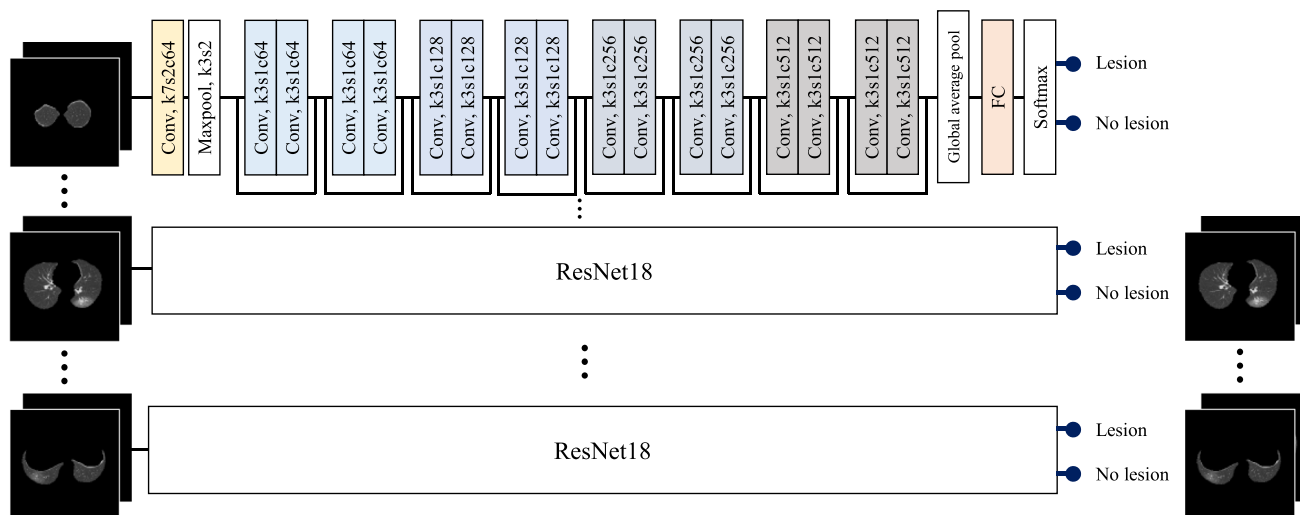 Conv, k7s2c64
Maxpool, k3s2
Conv, k3s1c64
Conv, k3s1c64
Conv, k3s1c64
Conv, k3s1c64
Conv, k3s1c128
Conv, k3s1c128
Conv, k3s1c128
Conv, k3s1c128
Conv, k3s1c256
Conv, k3s1c256
Conv, k3s1c256
Conv, k3s1c256
Conv, k3s1c512
Conv, k3s1c512
Conv, k3s1c512
Conv, k3s1c512
Global average pool
FC
Softmax
Lesion
No lesion
ResNet18
Lesion
No lesion
ResNet18
Lesion
No lesion